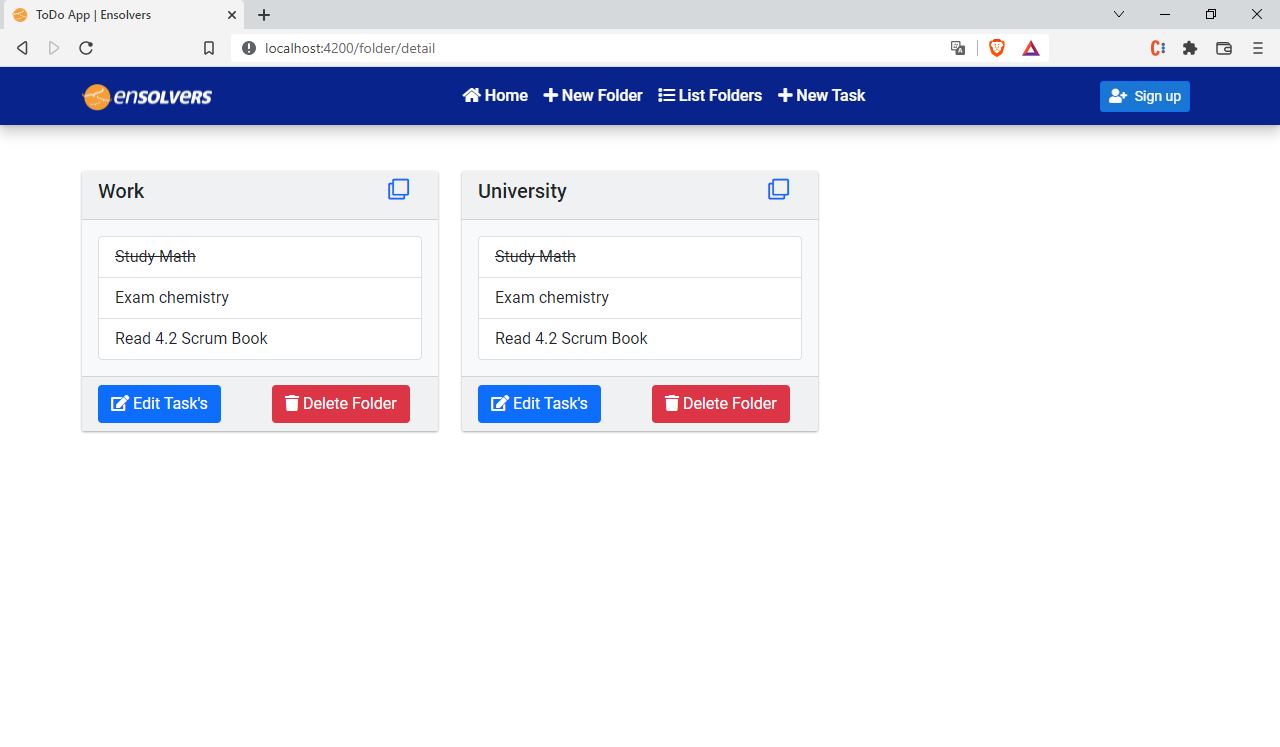 ToDo App | Ensolvers
localhost:4200/folder/detail
enSOLVERS
Home New Folder List Folders New Task Sign up
Work
Study Math
Exam chemistry
Read 4.2 Scrum Book
Edit Task's Delete Folder
University
Study Math
Exam chemistry
Read 4.2 Scrum Book
Edit Task's Delete Folder